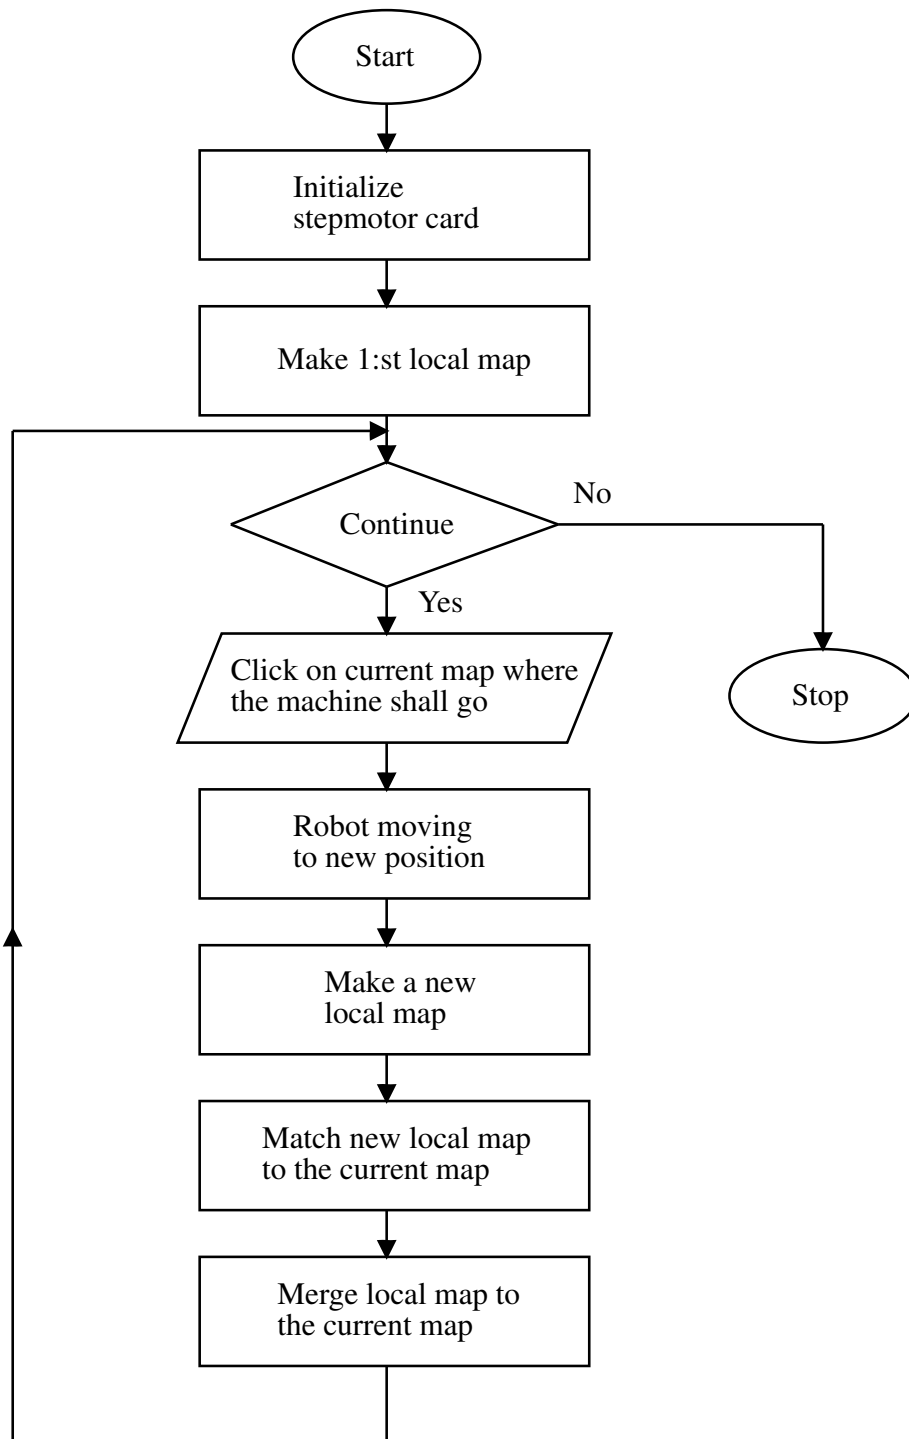 Start
Initialize
stepmotor card
Make 1:st local map
No
Continue
Yes
Click on current map where
the machine shall go
Stop
Robot moving
to new position
Make a new
local map
Match new local map
to the current map
Merge local map to
the current map